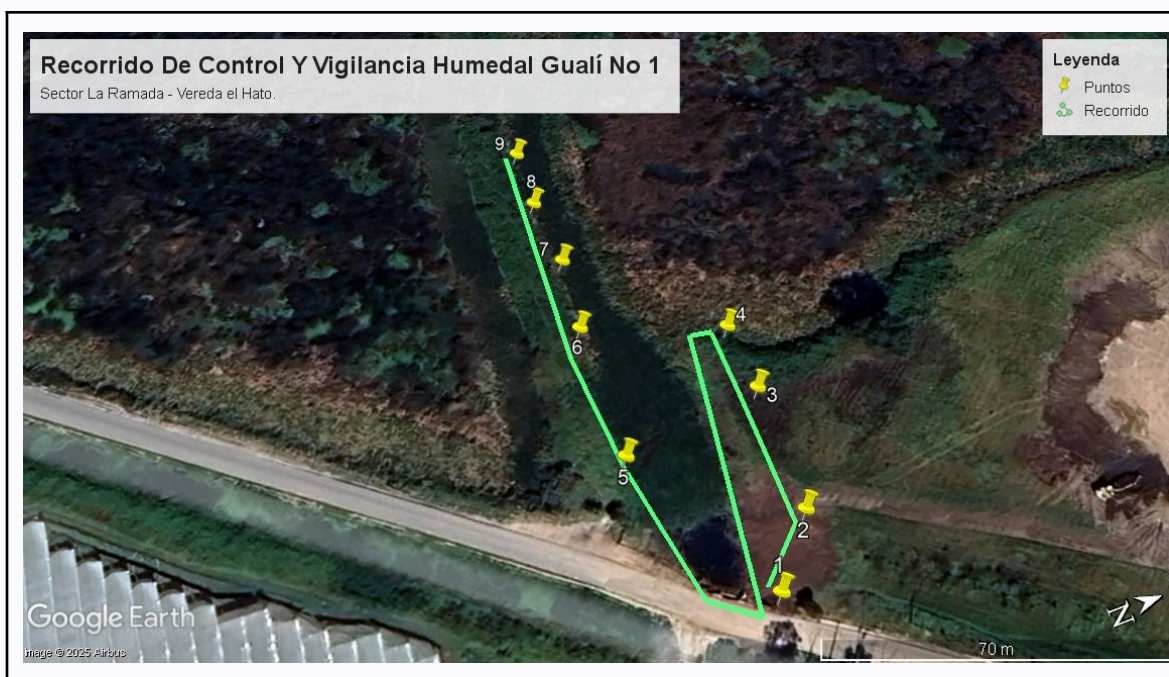 Recorrido De Control Y Vigilancia Humedal Gualí No 1
Sector La Ramada - Vereda el Hato.
Leyenda
Puntos
Recorrido
9
8
7
6
4
3
5
2
1
N
Google Earth
Image © 2025 Airbus
70 m